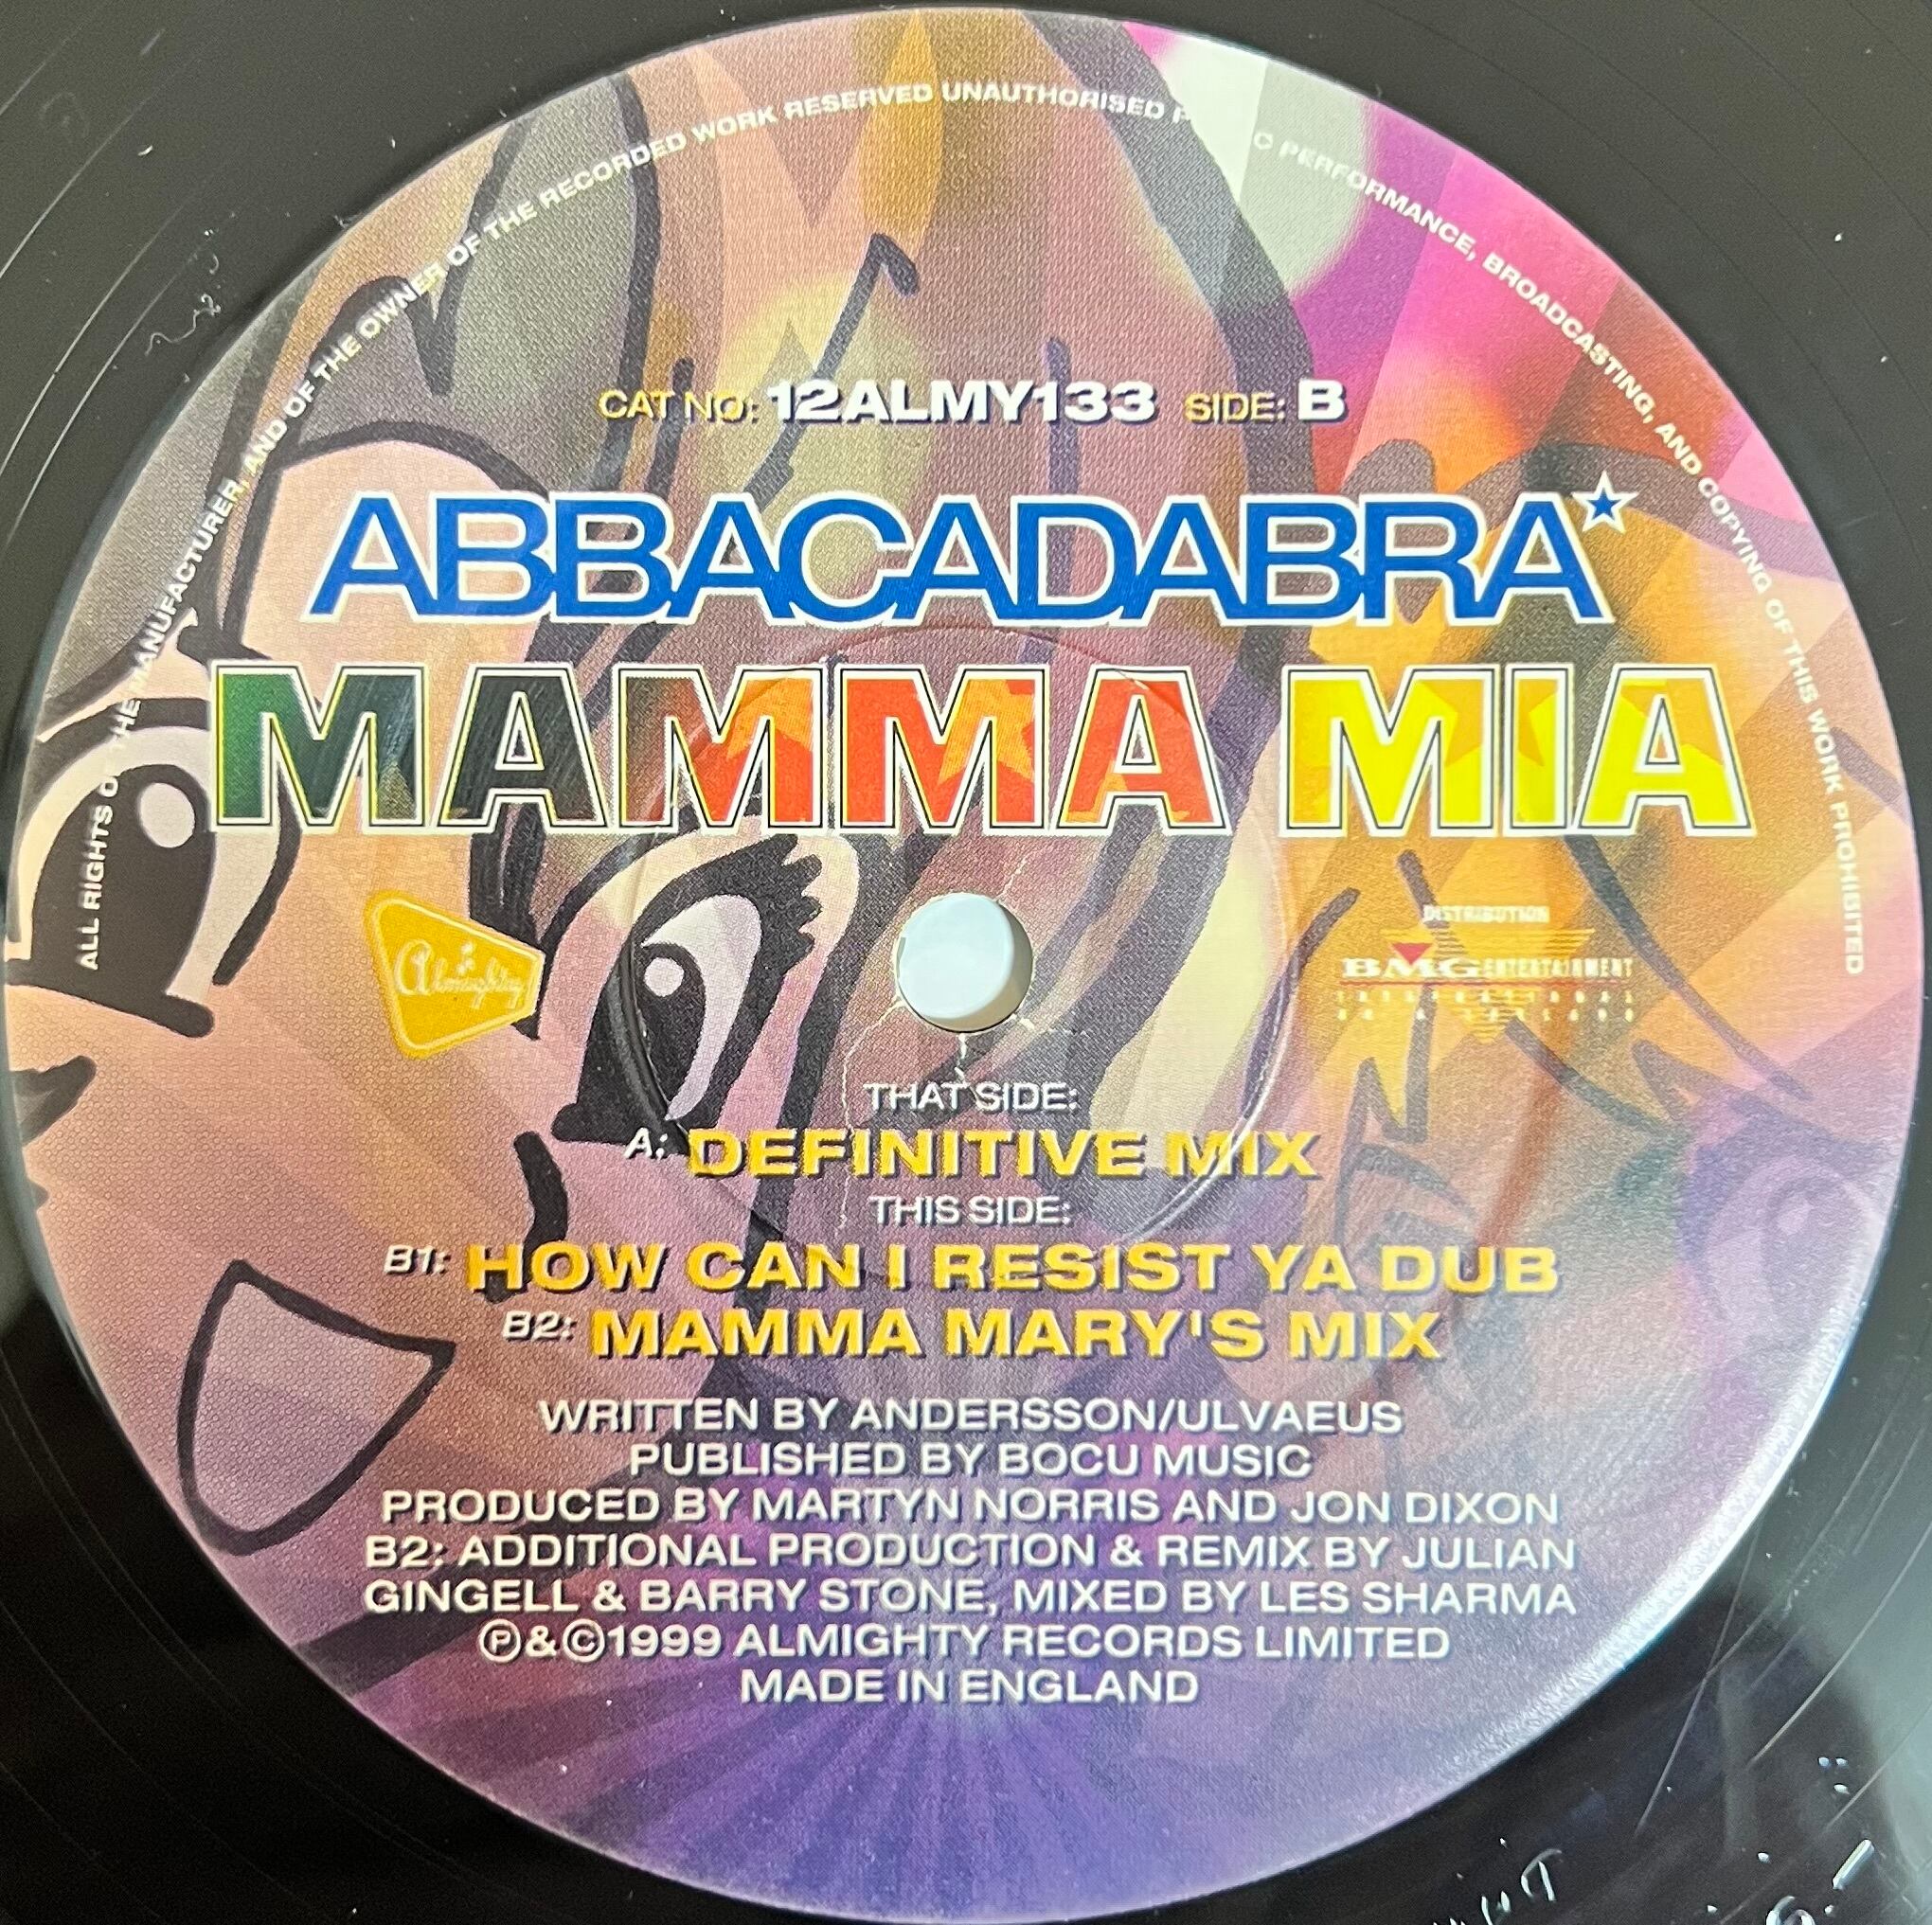 ALL RIGHTS OF THE MANUFACTURER, AND OF THE OWNER OF THE RECORDED WORK RESERVED UNAUTHORISED PERFORMANCE, BROADCASTING, AND COPYING OF THIS WORK PROHIBITED
CAT NO: 12ALMY133 SIDE: B
ABBACADABRA★
MAMMA MIA
Almighty
DISTRIBUTION
BMG ENTERTAINMENT
THAT SIDE:
A: DEFINITIVE MIX
THIS SIDE:
B1: HOW CAN I RESIST YA DUB
B2: MAMMA MARY'S MIX
WRITTEN BY ANDERSSON/ULVAEUS
PUBLISHED BY BOCU MUSIC
PRODUCED BY MARTYN NORRIS AND JON DIXON
B2: ADDITIONAL PRODUCTION & REMIX BY JULIAN
GINGELL & BARRY STONE, MIXED BY LES SHARMA
℗&©1999 ALMIGHTY RECORDS LIMITED
MADE IN ENGLAND